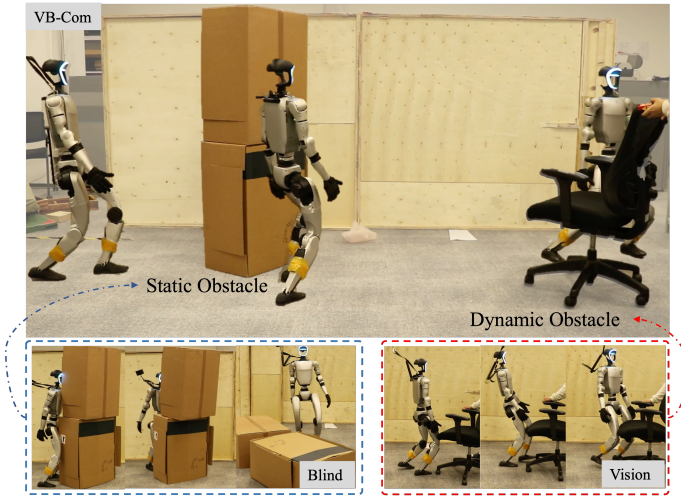 VB-Com
Static Obstacle
Dynamic Obstacle
Blind
Vision